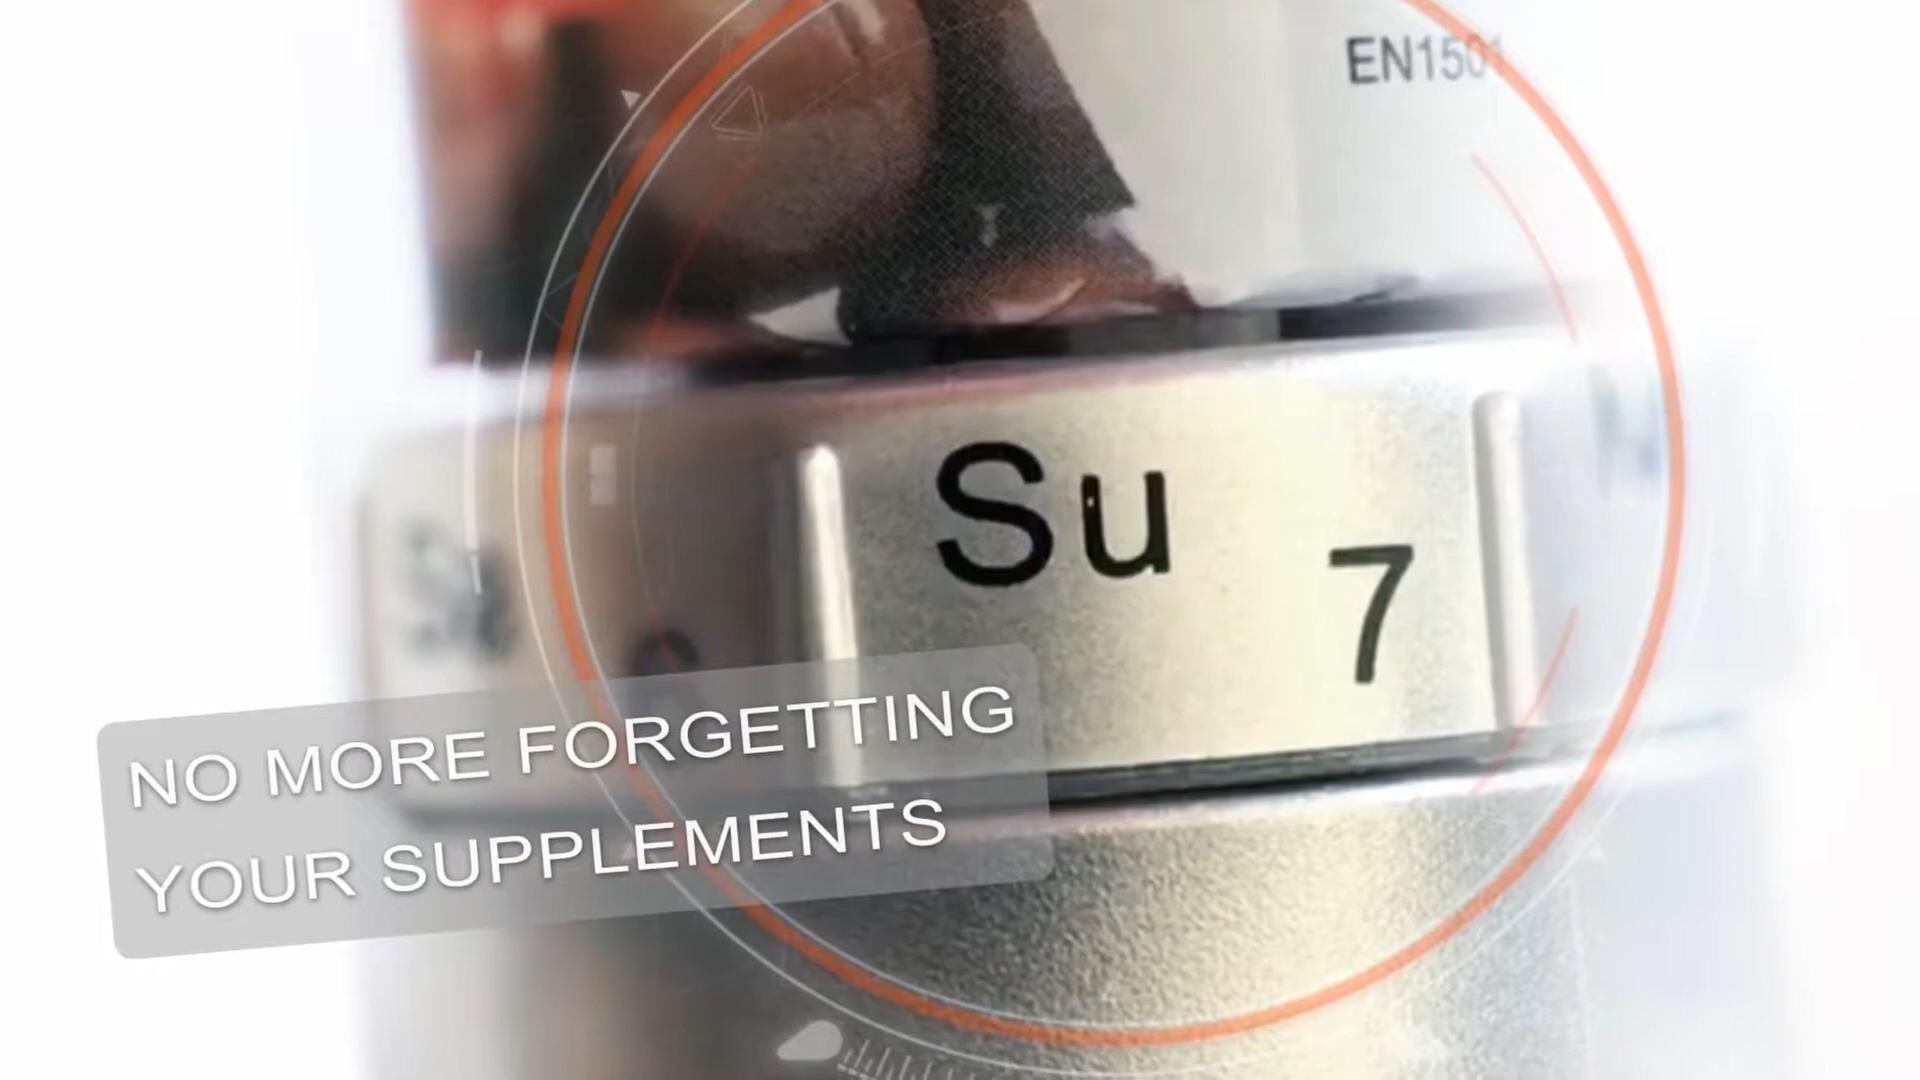 EN1501
Su
7
NO MORE FORGETTING
YOUR SUPPLEMENTS